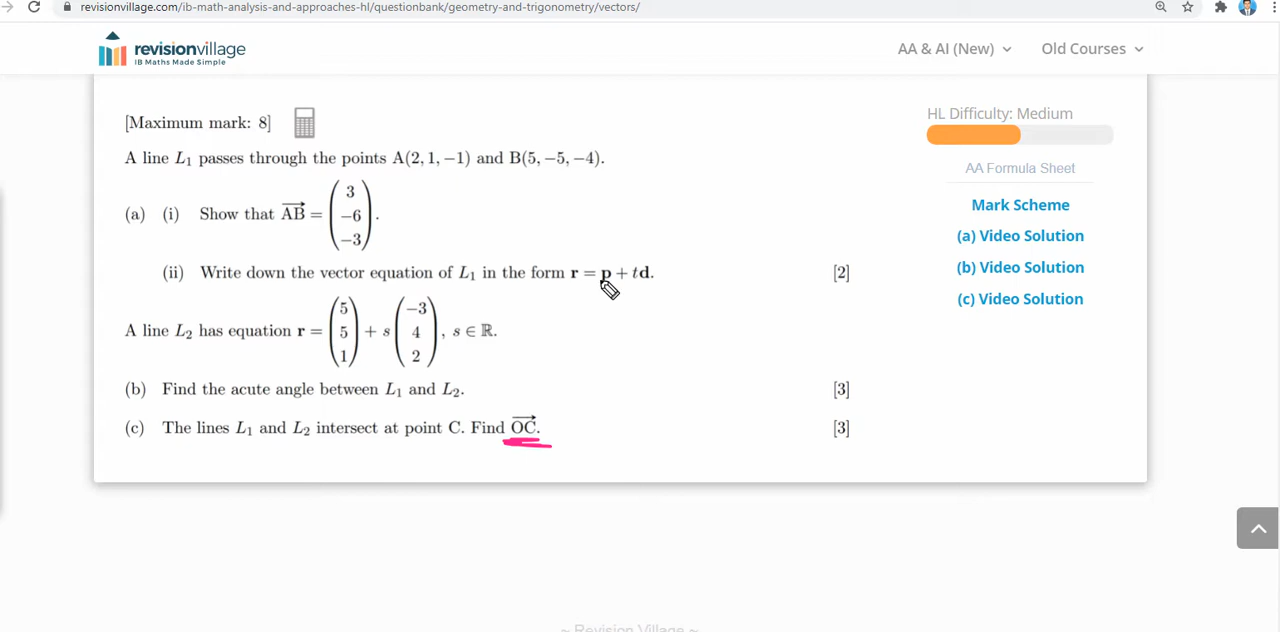 revisionvillage.com/ib-math-analysis-and-approaches-hl/questionbank/geometry-and-trigonometry/vectors/
revisionvillage
IB Maths Made Simple
AA & AI (New)
Old Courses
[Maximum mark: 8]
HL Difficulty: Medium
A line L₁ passes through the points A(2, 1, −1) and B(5, −5, −4).
AA Formula Sheet
Mark Scheme
(a) Video Solution
(b) Video Solution
(c) Video Solution
(a) (i) Show that A⃗B⃗ = (3 −6 −3).
(ii) Write down the vector equation of L₁ in the form r = p + td. [2]
A line L₂ has equation r = (5 5 1) + s (−3 4 2), s ∈ ℝ.
(b) Find the acute angle between L₁ and L₂. [3]
(c) The lines L₁ and L₂ intersect at point C. Find O⃗C⃗. [3]
~ Revision Village ~